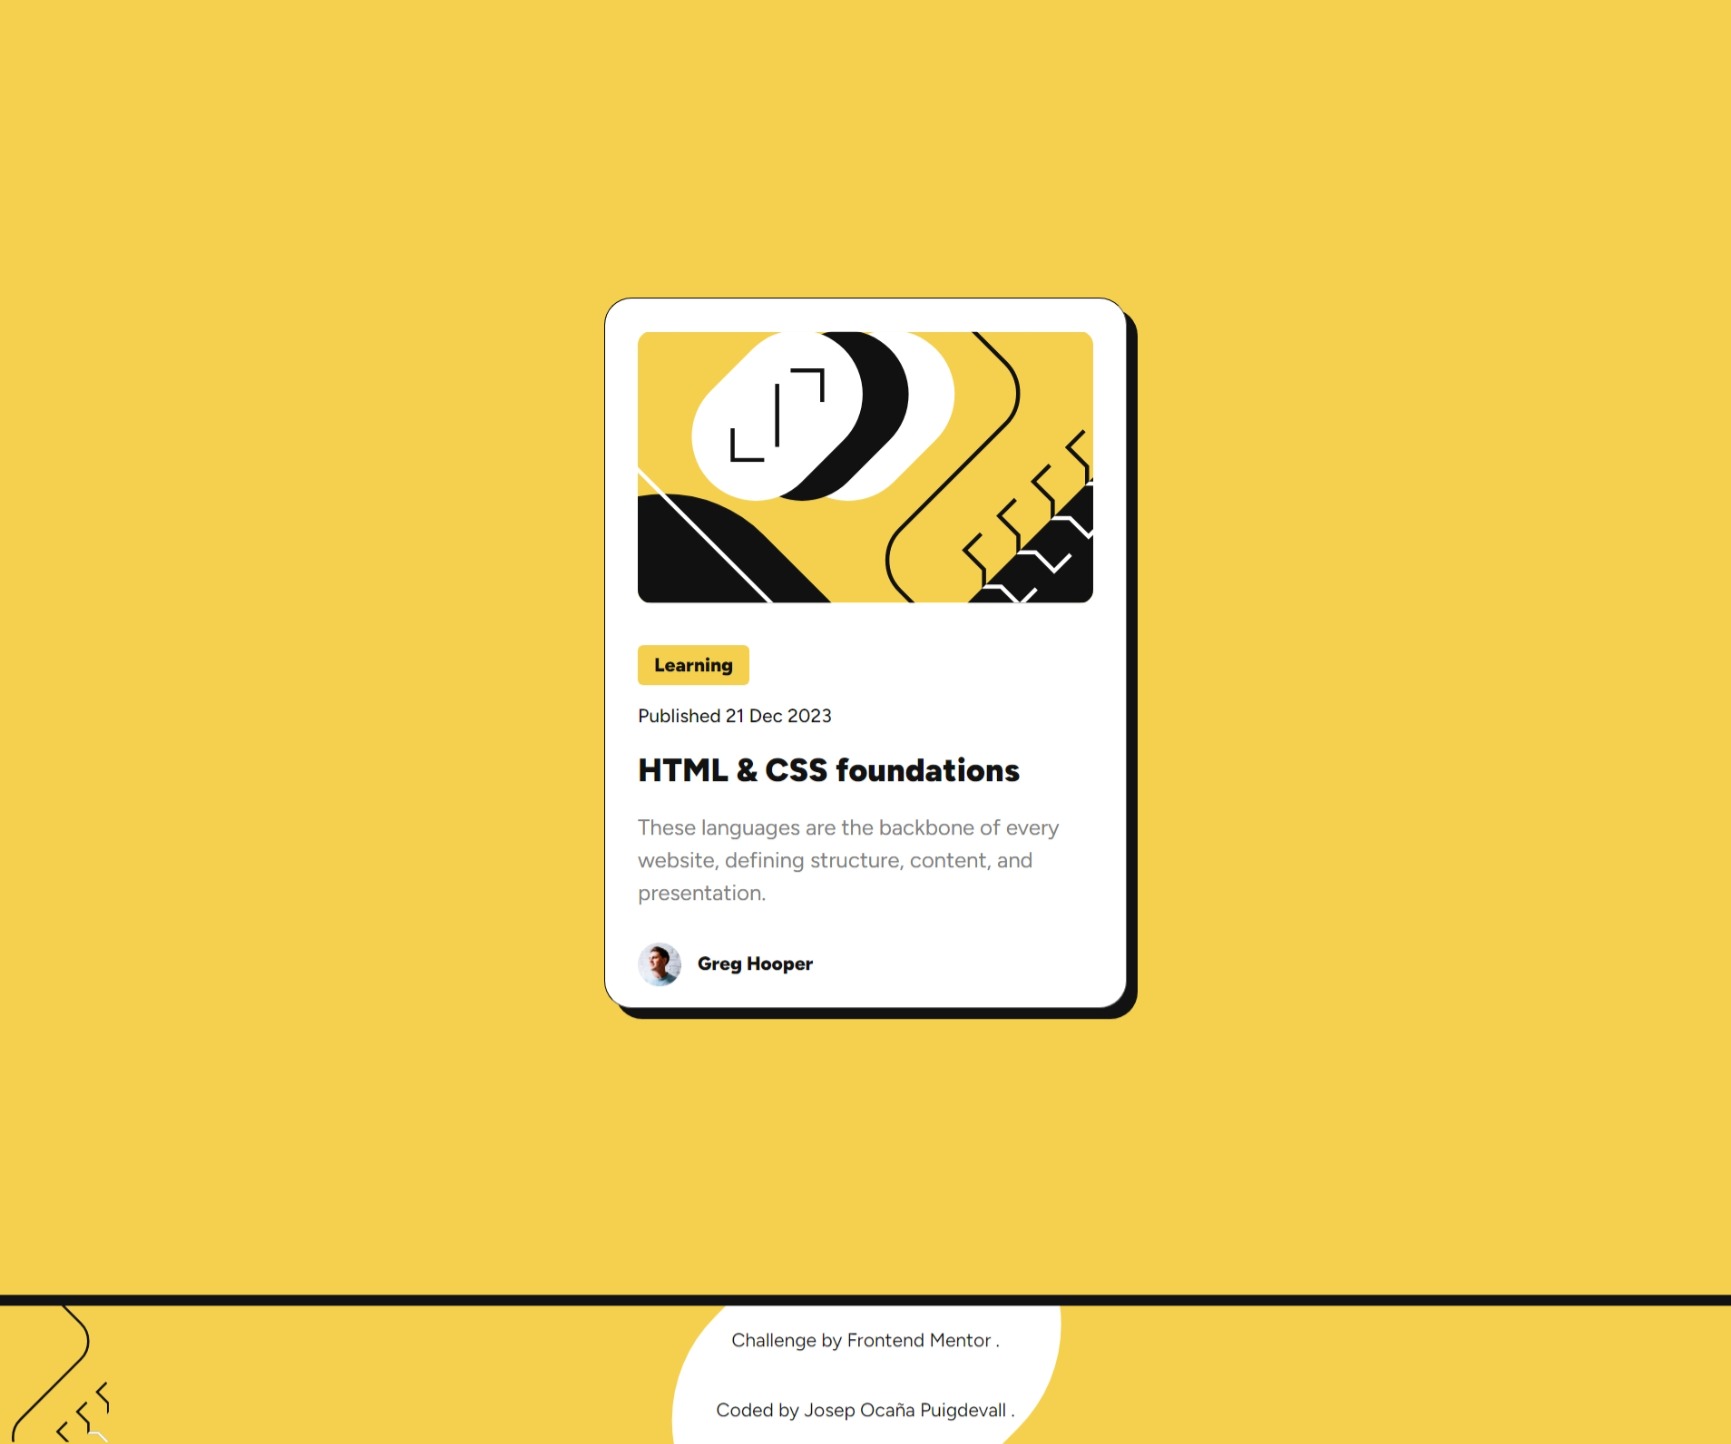 Learning
Published 21 Dec 2023
HTML & CSS foundations
These languages are the backbone of every
website, defining structure, content, and
presentation.
Greg Hooper
Challenge by Frontend Mentor .
Coded by Josep Ocaña Puigdevall .